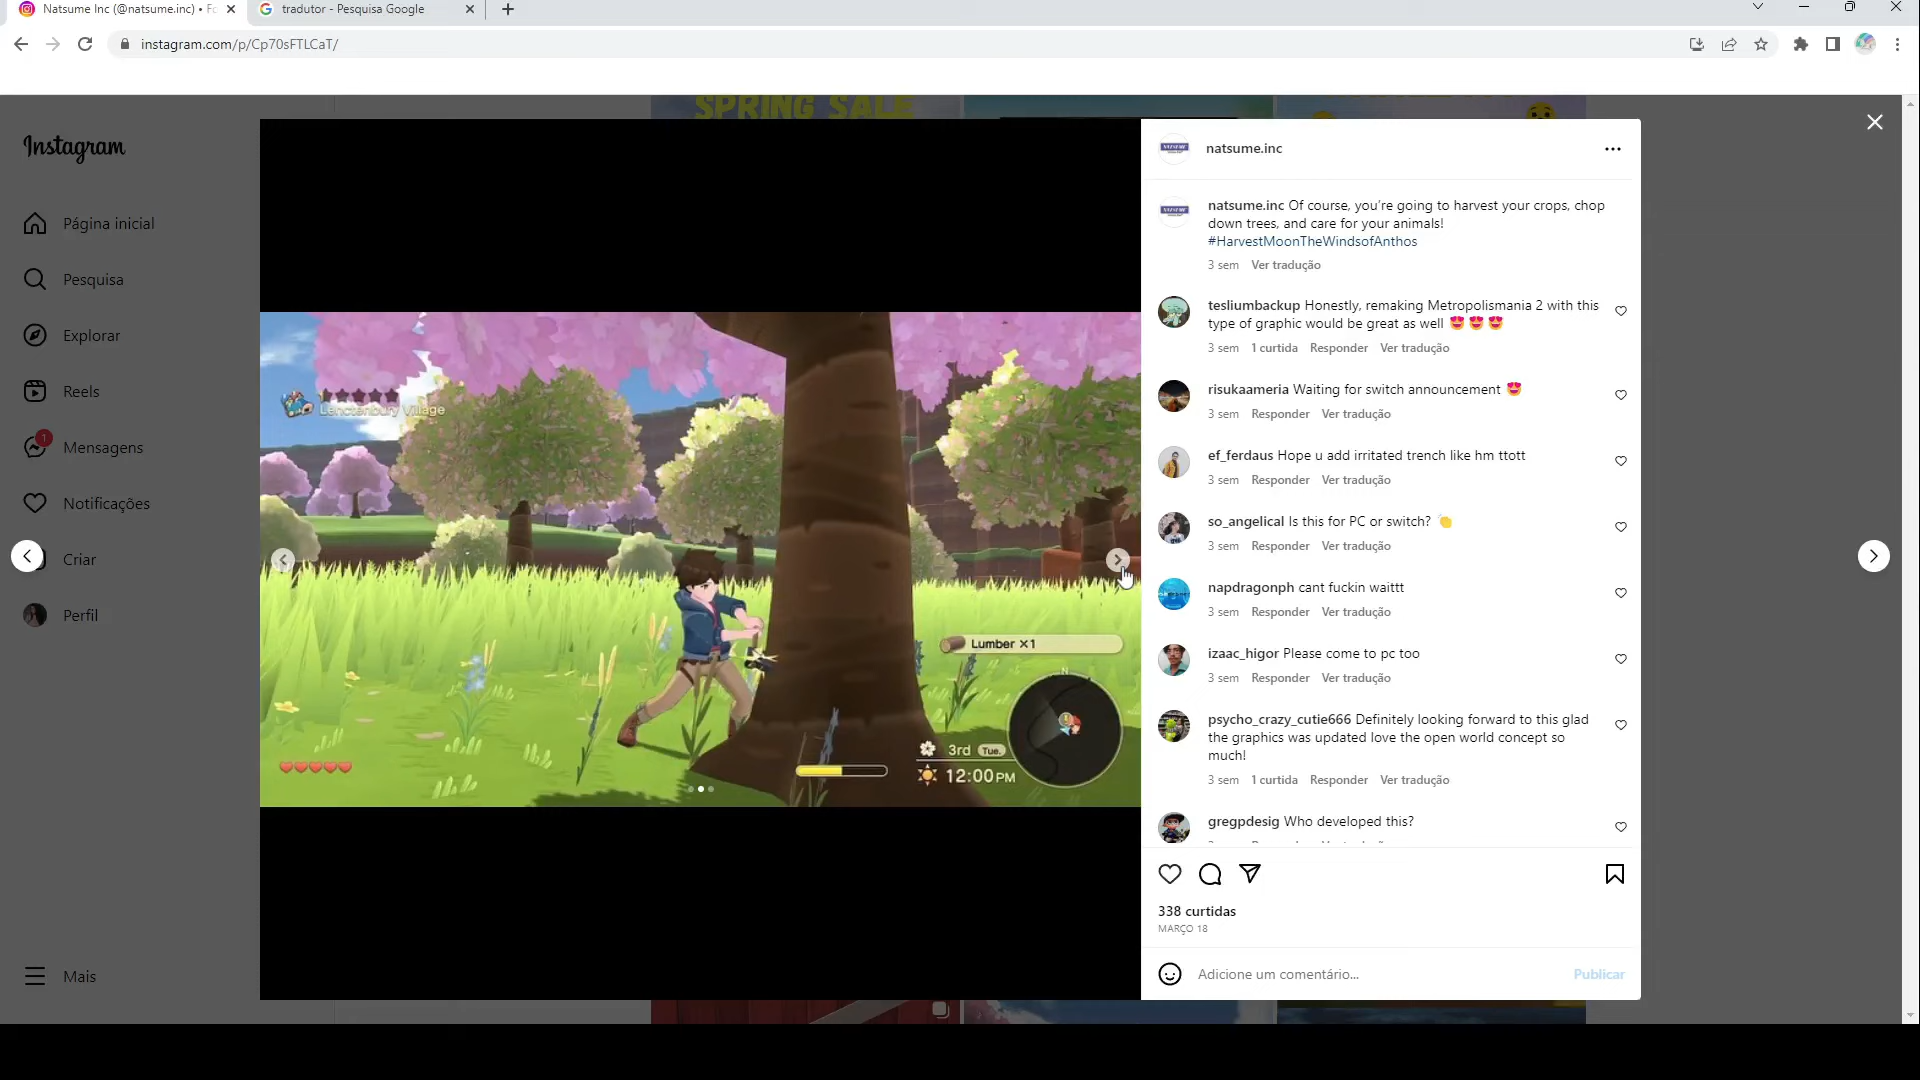 Natsume Inc (@natsume.inc) • Fo
tradutor - Pesquisa Google
instagram.com/p/Cp70sFTLCaT/
SPRING SALE
Instagram
Página inicial
Pesquisa
Explorar
Reels
1
Mensagens
Notificações
Criar
Perfil
Mais
Lenctenbury Village
Lumber ×1
N
3rd Tue.
12:00 PM
natsume.inc
natsume.inc Of course, you’re going to harvest your crops, chop
down trees, and care for your animals!
#HarvestMoonTheWindsofAnthos
3 sem Ver tradução
tesliumbackup Honestly, remaking Metropolismania 2 with this
type of graphic would be great as well 😍😍😍
3 sem 1 curtida Responder Ver tradução
risukaameria Waiting for switch announcement 😍
3 sem Responder Ver tradução
ef_ferdaus Hope u add irritated trench like hm ttott
3 sem Responder Ver tradução
so_angelical Is this for PC or switch? 👏
3 sem Responder Ver tradução
napdragonph cant fuckin waittt
3 sem Responder Ver tradução
izaac_higor Please come to pc too
3 sem Responder Ver tradução
psycho_crazy_cutie666 Definitely looking forward to this glad
the graphics was updated love the open world concept so
much!
3 sem 1 curtida Responder Ver tradução
gregpdesig Who developed this?
338 curtidas
MARÇO 18
Adicione um comentário...
Publicar